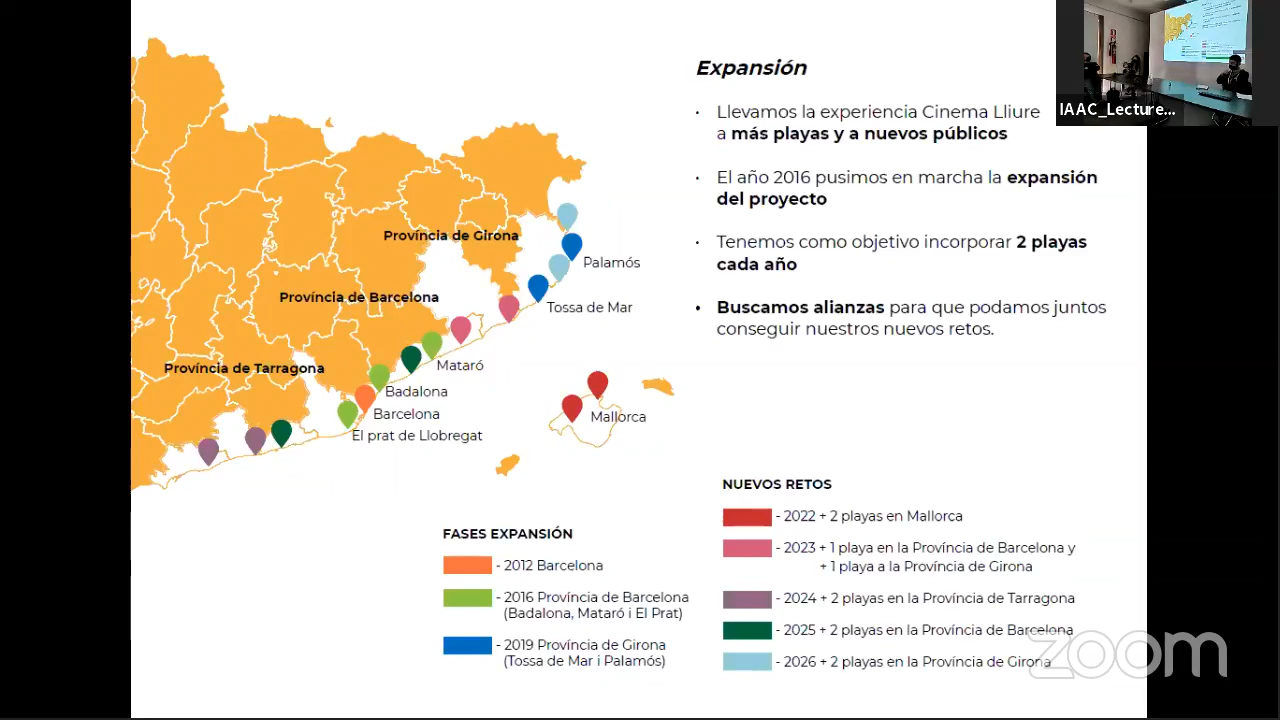 Expansión
• Llevamos la experiencia Cinema Lliure
a más playas y a nuevos públicos
• El año 2016 pusimos en marcha la expansión
del proyecto
• Tenemos como objetivo incorporar 2 playas
cada año
• Buscamos alianzas para que podamos juntos
conseguir nuestros nuevos retos.
IAAC_Lecture...
Província de Girona
Palamós
Província de Barcelona
Tossa de Mar
Mataró
Província de Tarragona
Badalona
Barcelona
El prat de Llobregat
Mallorca
FASES EXPANSIÓN
- 2012 Barcelona
- 2016 Província de Barcelona
(Badalona, Mataró i El Prat)
- 2019 Província de Girona
(Tossa de Mar i Palamós)
NUEVOS RETOS
- 2022 + 2 playas en Mallorca
- 2023 + 1 playa en la Província de Barcelona y
+ 1 playa a la Província de Girona
- 2024 + 2 playas en la Província de Tarragona
- 2025 + 2 playas en la Província de Barcelona
- 2026 + 2 playas en la Província de Girona
zoom